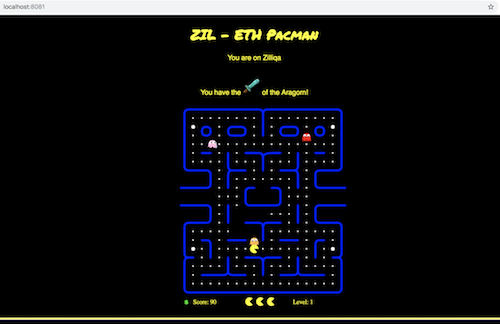 localhost:8081
ZIL - ETH Pacman
You are on Zilliqa
You have the of the Aragorn!
Score: 90
Level: 1